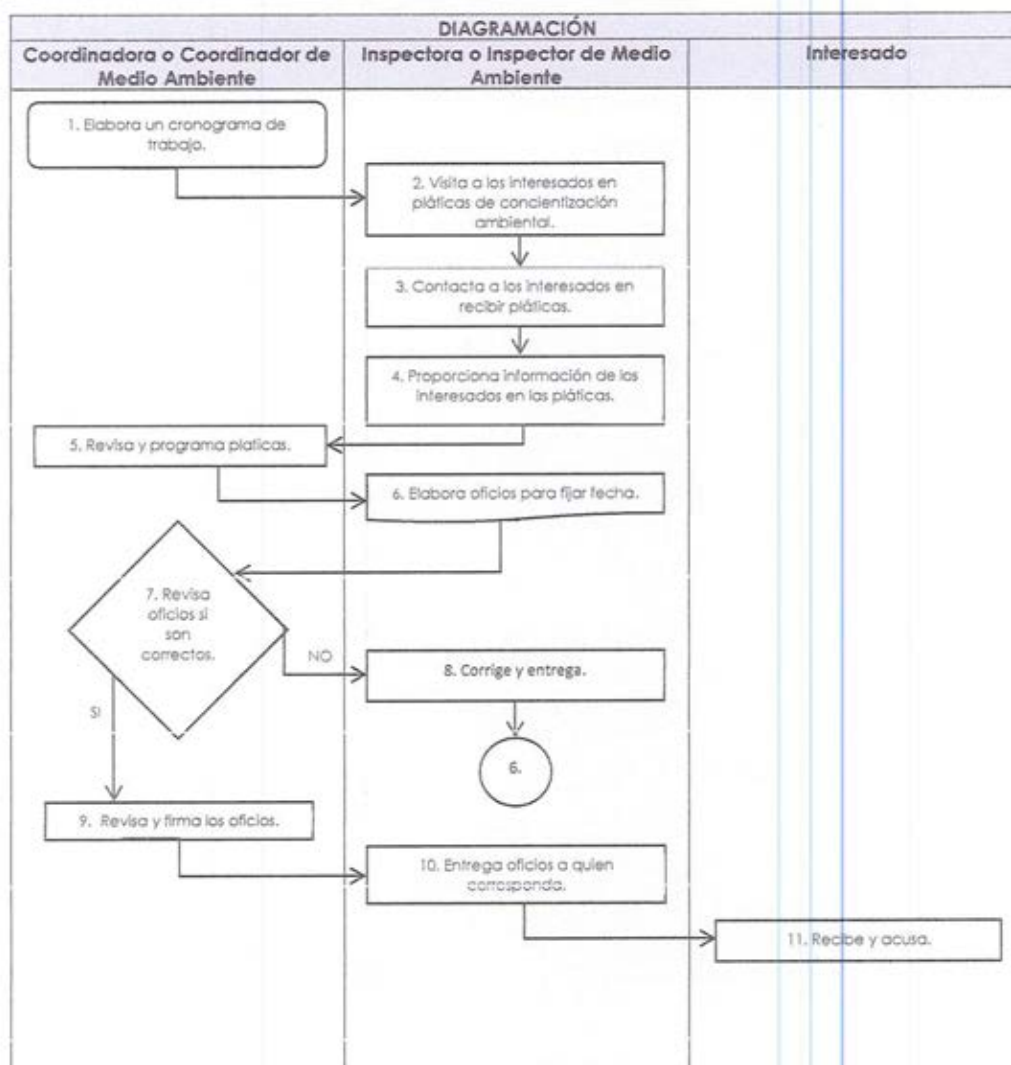 DIAGRAMACIÓN
Coordinadora o Coordinador de
Medio Ambiente
Inspectora o Inspector de Medio
Ambiente
Interesado
1. Elabora un cronograma de
trabajo.
2. Visita a los interesados en
pláticas de concientización
ambiental.
3. Contacta a los interesados en
recibir pláticas.
4. Proporciona información de los
interesados en las pláticas.
5. Revisa y programa platicas.
6. Elabora oficios para fijar fecha.
7. Revisa
oficios si
son
correctos.
NO
8. Corrige y entrega.
SI
6.
9. Revisa y firma los oficios.
10. Entrega oficios a quien
corresponda.
11. Recibe y acusa.